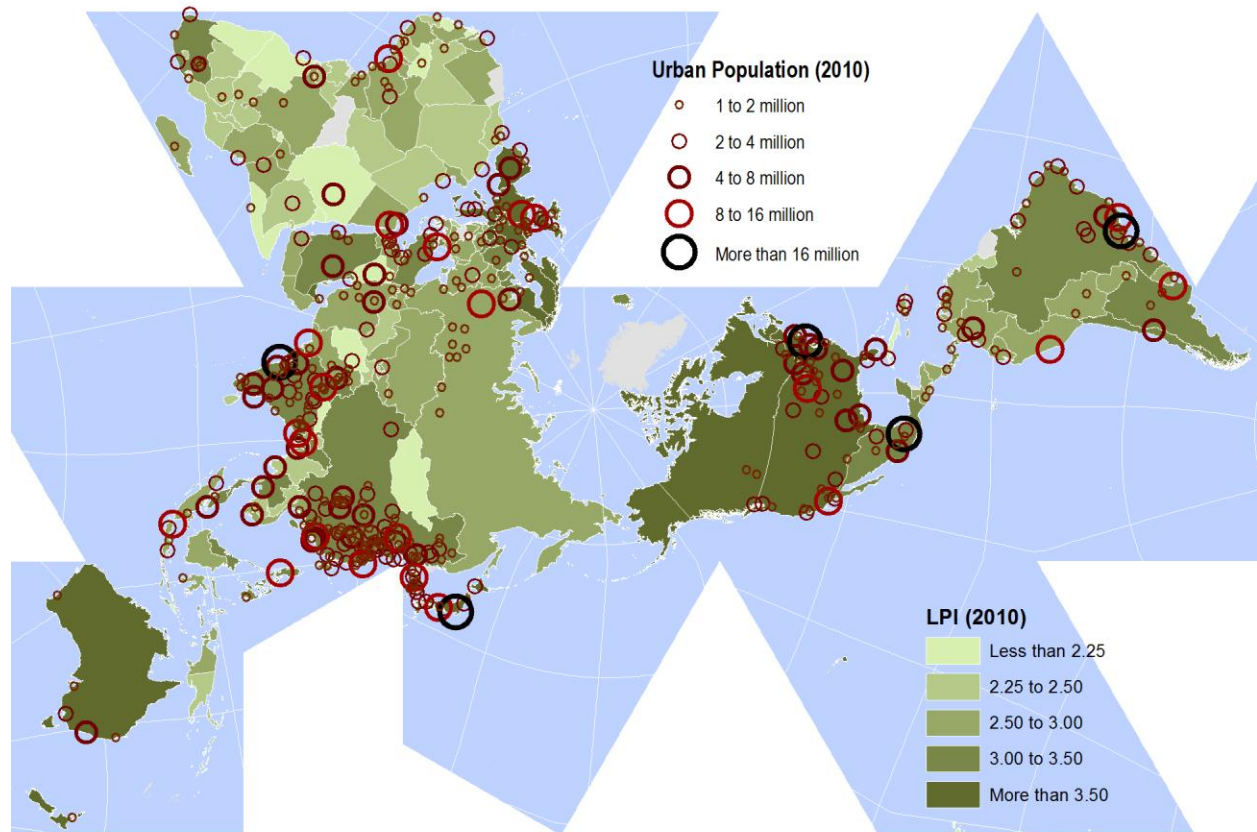 Urban Population (2010)
1 to 2 million
2 to 4 million
4 to 8 million
8 to 16 million
More than 16 million
LPI (2010)
Less than 2.25
2.25 to 2.50
2.50 to 3.00
3.00 to 3.50
More than 3.50